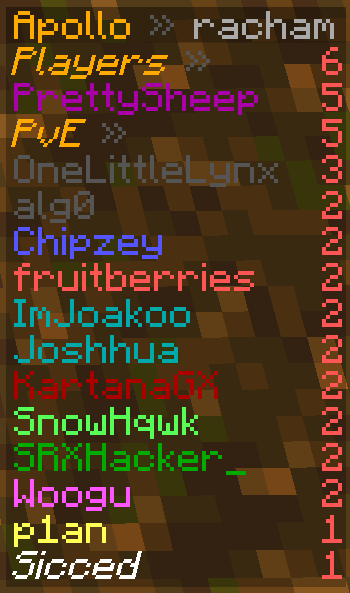 Apollo » racham
Players » 6
PrettySheep 5
PvE » 5
OneLittleLynx 3
alg0 2
Chipzey 2
fruitberries 2
ImJoakoo 2
Joshhua 2
KartanaGX 2
SnowHqwk 2
SRXHacker_ 2
Woogu 2
p1an 1
Sicced 1